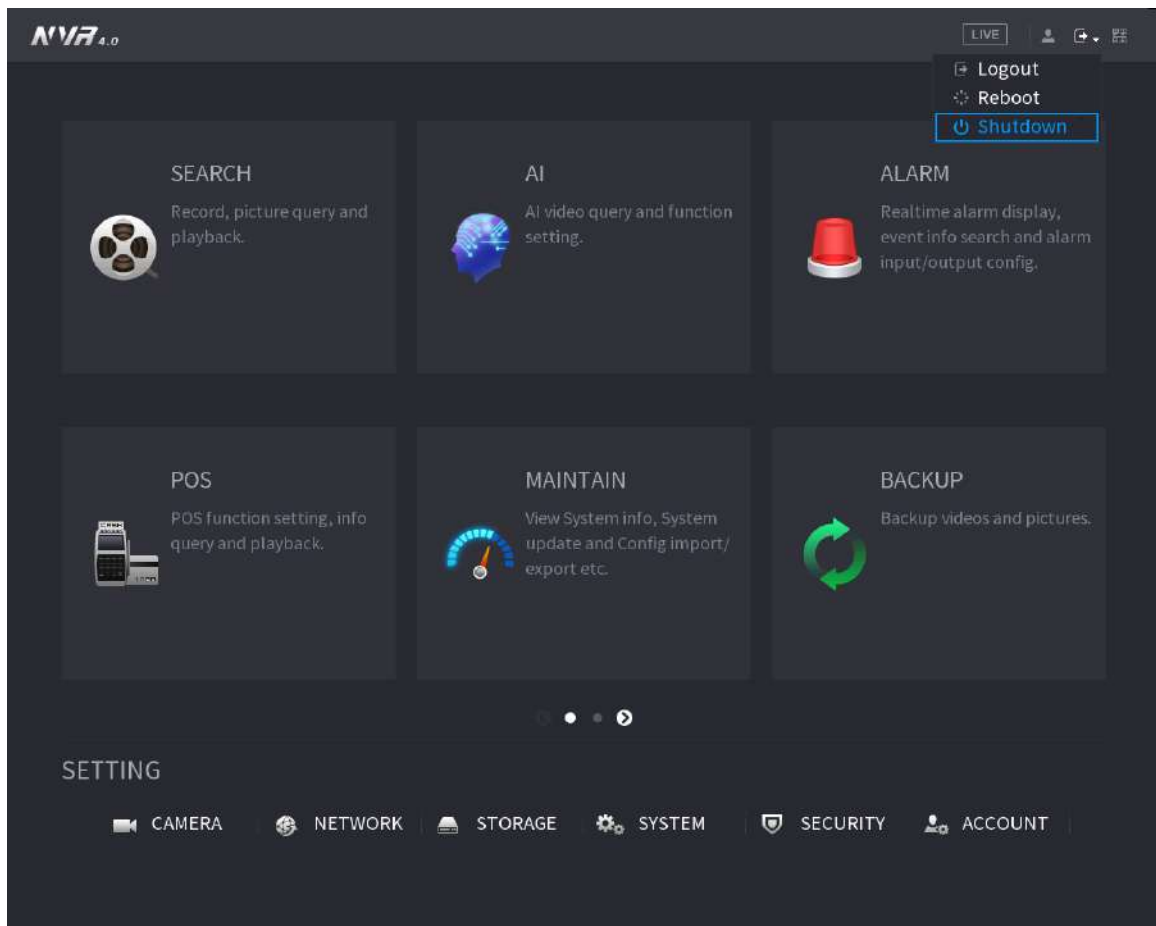 NVR 4.0
LIVE
Logout
Reboot
Shutdown
SEARCH
Record, picture query and
playback.
AI
AI video query and function
setting.
ALARM
Realtime alarm display,
event info search and alarm
input/output config.
POS
POS function setting, info
query and playback.
MAINTAIN
View System info, System
update and Config import/
export etc.
BACKUP
Backup videos and pictures.
SETTING
CAMERA
NETWORK
STORAGE
SYSTEM
SECURITY
ACCOUNT